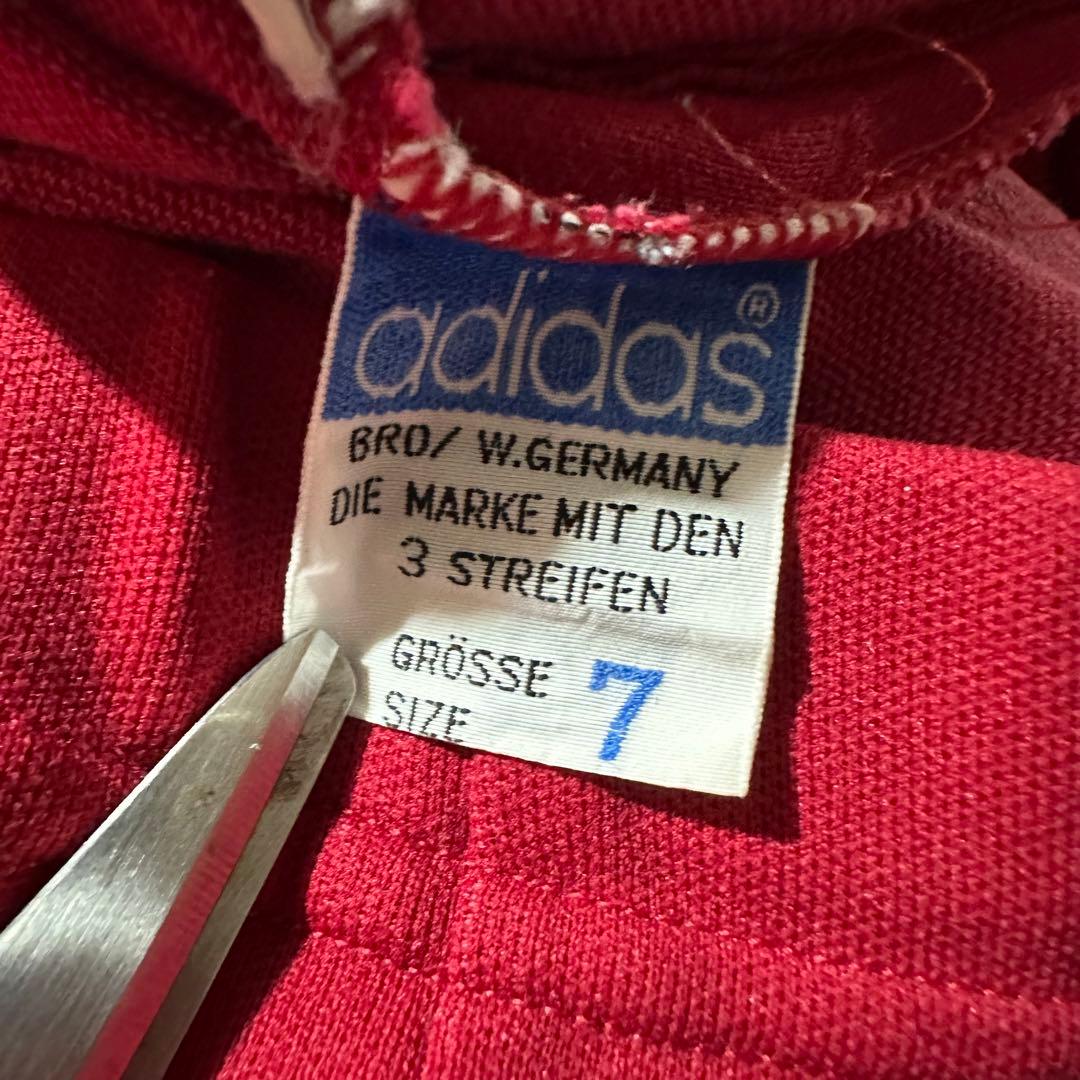 adidas®
BRD/ W.GERMANY
DIE MARKE MIT DEN
3 STREIFEN
GRÖSSE 7
SIZE